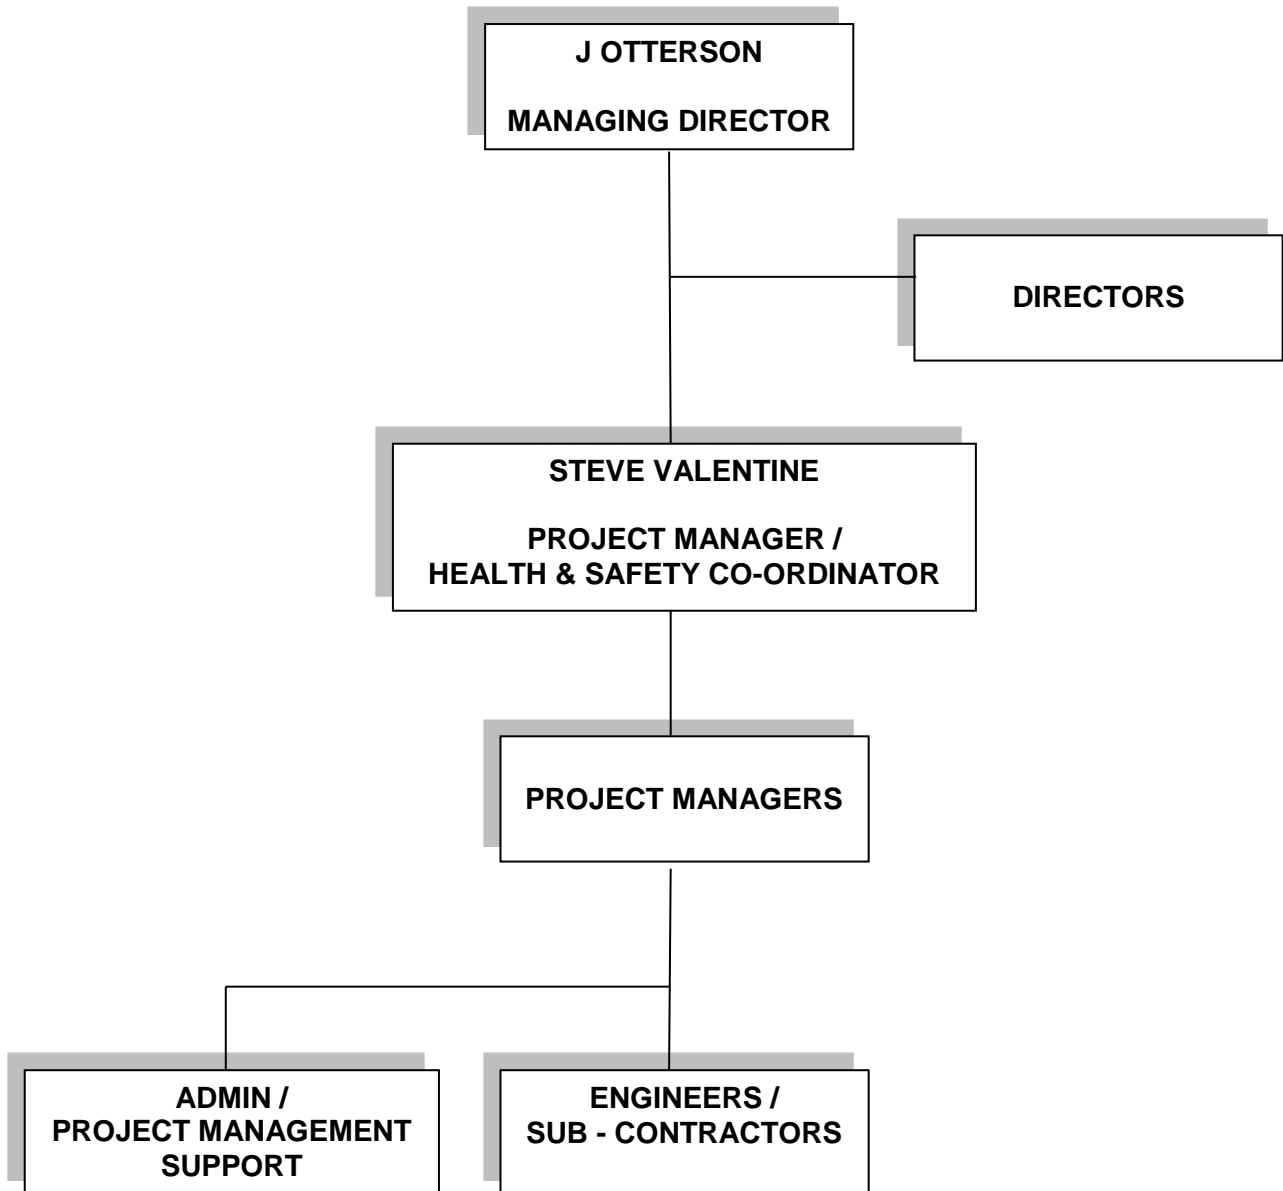 J OTTERSON
MANAGING DIRECTOR
DIRECTORS
STEVE VALENTINE
PROJECT MANAGER /
HEALTH & SAFETY CO-ORDINATOR
PROJECT MANAGERS
ADMIN /
PROJECT MANAGEMENT
SUPPORT
ENGINEERS /
SUB - CONTRACTORS